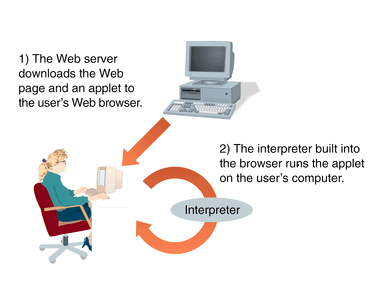 1) The Web server
downloads the Web
page and an applet to
the user's Web browser.
2) The interpreter built into
the browser runs the applet
on the user's computer.
Interpreter